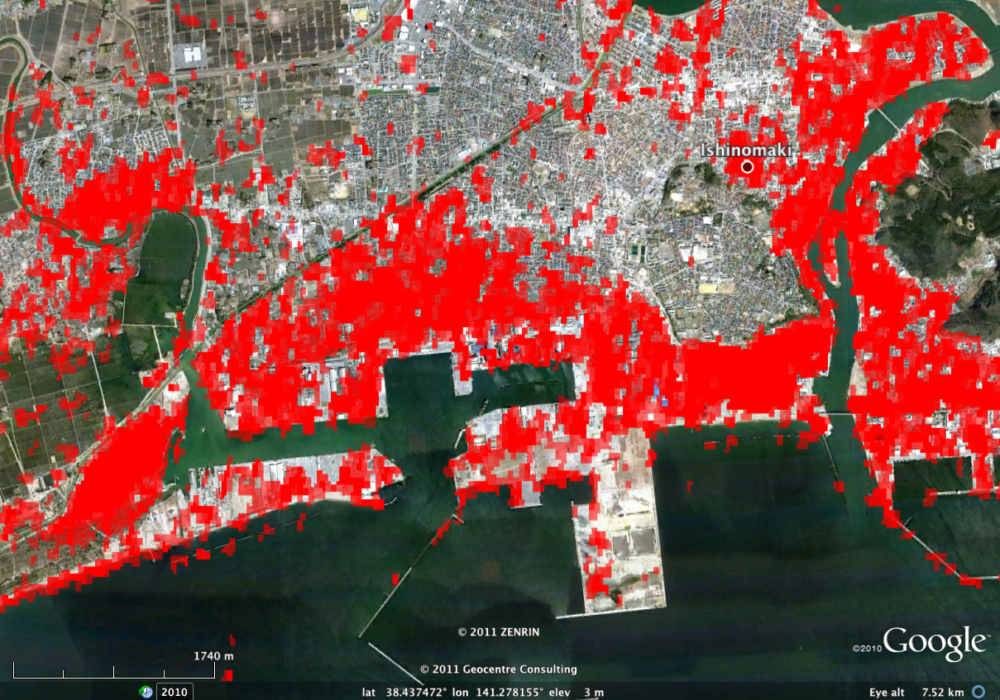 Ishinomaki
© 2011 ZENRIN
©2010 Google™
1740 m
© 2011 Geocentre Consulting
2010
lat 38.437472° lon 141.278155° elev 3 m
Eye alt 7.52 km